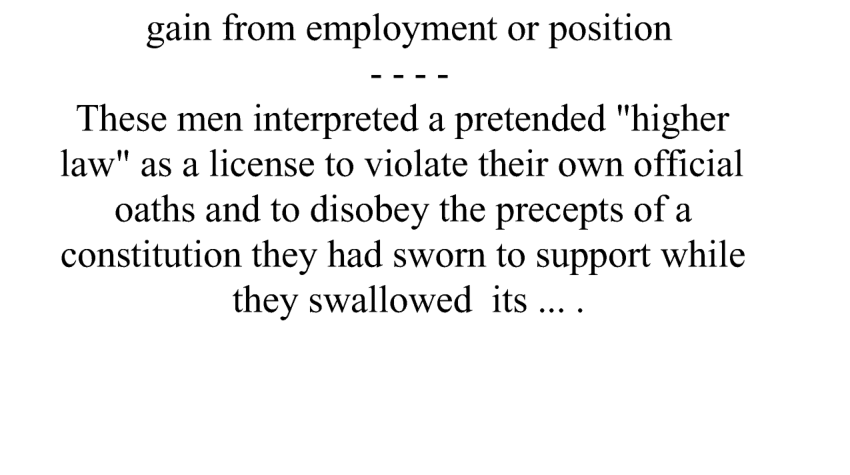 gain from employment or position
- - - -
These men interpreted a pretended "higher
law" as a license to violate their own official
oaths and to disobey the precepts of a
constitution they had sworn to support while
they swallowed  its ... .